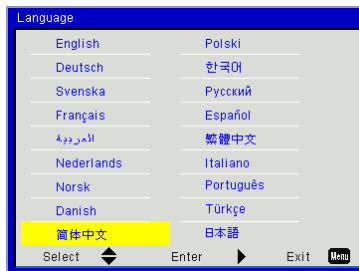 Language
English
Polski
Deutsch
한국어
Svenska
Русский
Français
Español
العربية
繁體中文
Nederlands
Italiano
Norsk
Português
Danish
Türkçe
简体中文
日本語
Select Enter Exit Menu